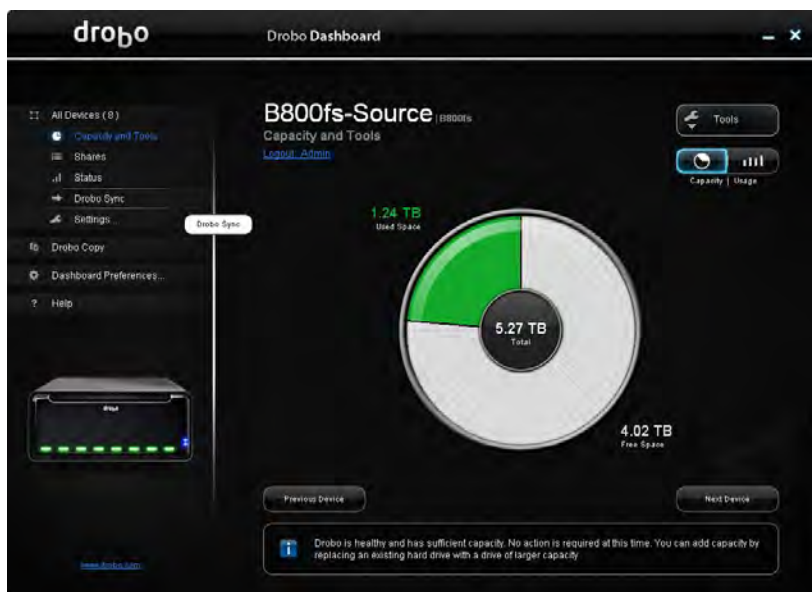 drobo
Drobo Dashboard
All Devices ( 8 )
Capacity and Tools
Shares
Status
Drobo Sync
Settings...
Drobo Sync
Drobo Copy
Dashboard Preferences...
? Help
drobo
www.drobo.com
B800fs-Source | B800fs
Capacity and Tools
Logout: Admin
Tools
Capacity | Usage
1.24 TB
Used Space
5.27 TB
Total
4.02 TB
Free Space
Previous Device
Next Device
Drobo is healthy and has sufficient capacity. No action is required at this time. You can add capacity by
replacing an existing hard drive with a drive of larger capacity